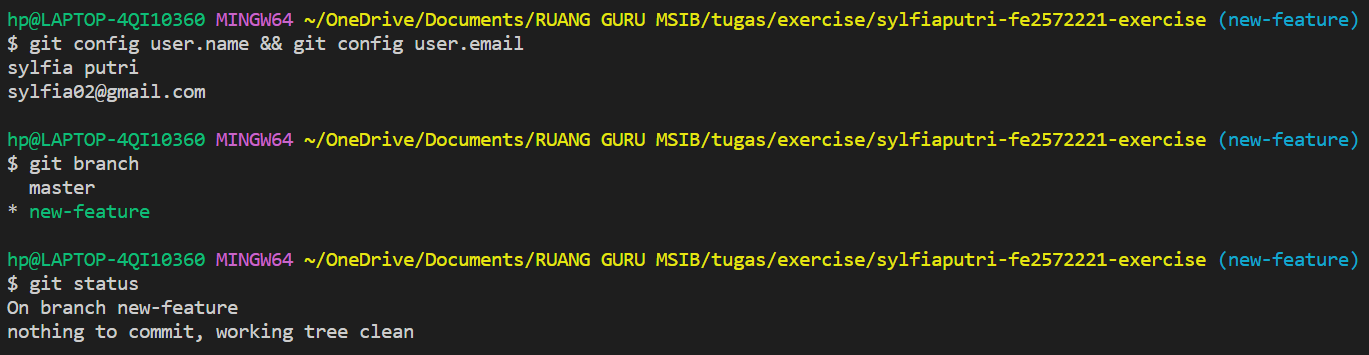 hp@LAPTOP-4QI10360 MINGW64 ~/OneDrive/Documents/RUANG GURU MSIB/tugas/exercise/sylfiaputri-fe2572221-exercise (new-feature)
$ git config user.name && git config user.email
sylfia putri
sylfia02@gmail.com
hp@LAPTOP-4QI10360 MINGW64 ~/OneDrive/Documents/RUANG GURU MSIB/tugas/exercise/sylfiaputri-fe2572221-exercise (new-feature)
$ git branch
  master
* new-feature
hp@LAPTOP-4QI10360 MINGW64 ~/OneDrive/Documents/RUANG GURU MSIB/tugas/exercise/sylfiaputri-fe2572221-exercise (new-feature)
$ git status
On branch new-feature
nothing to commit, working tree clean